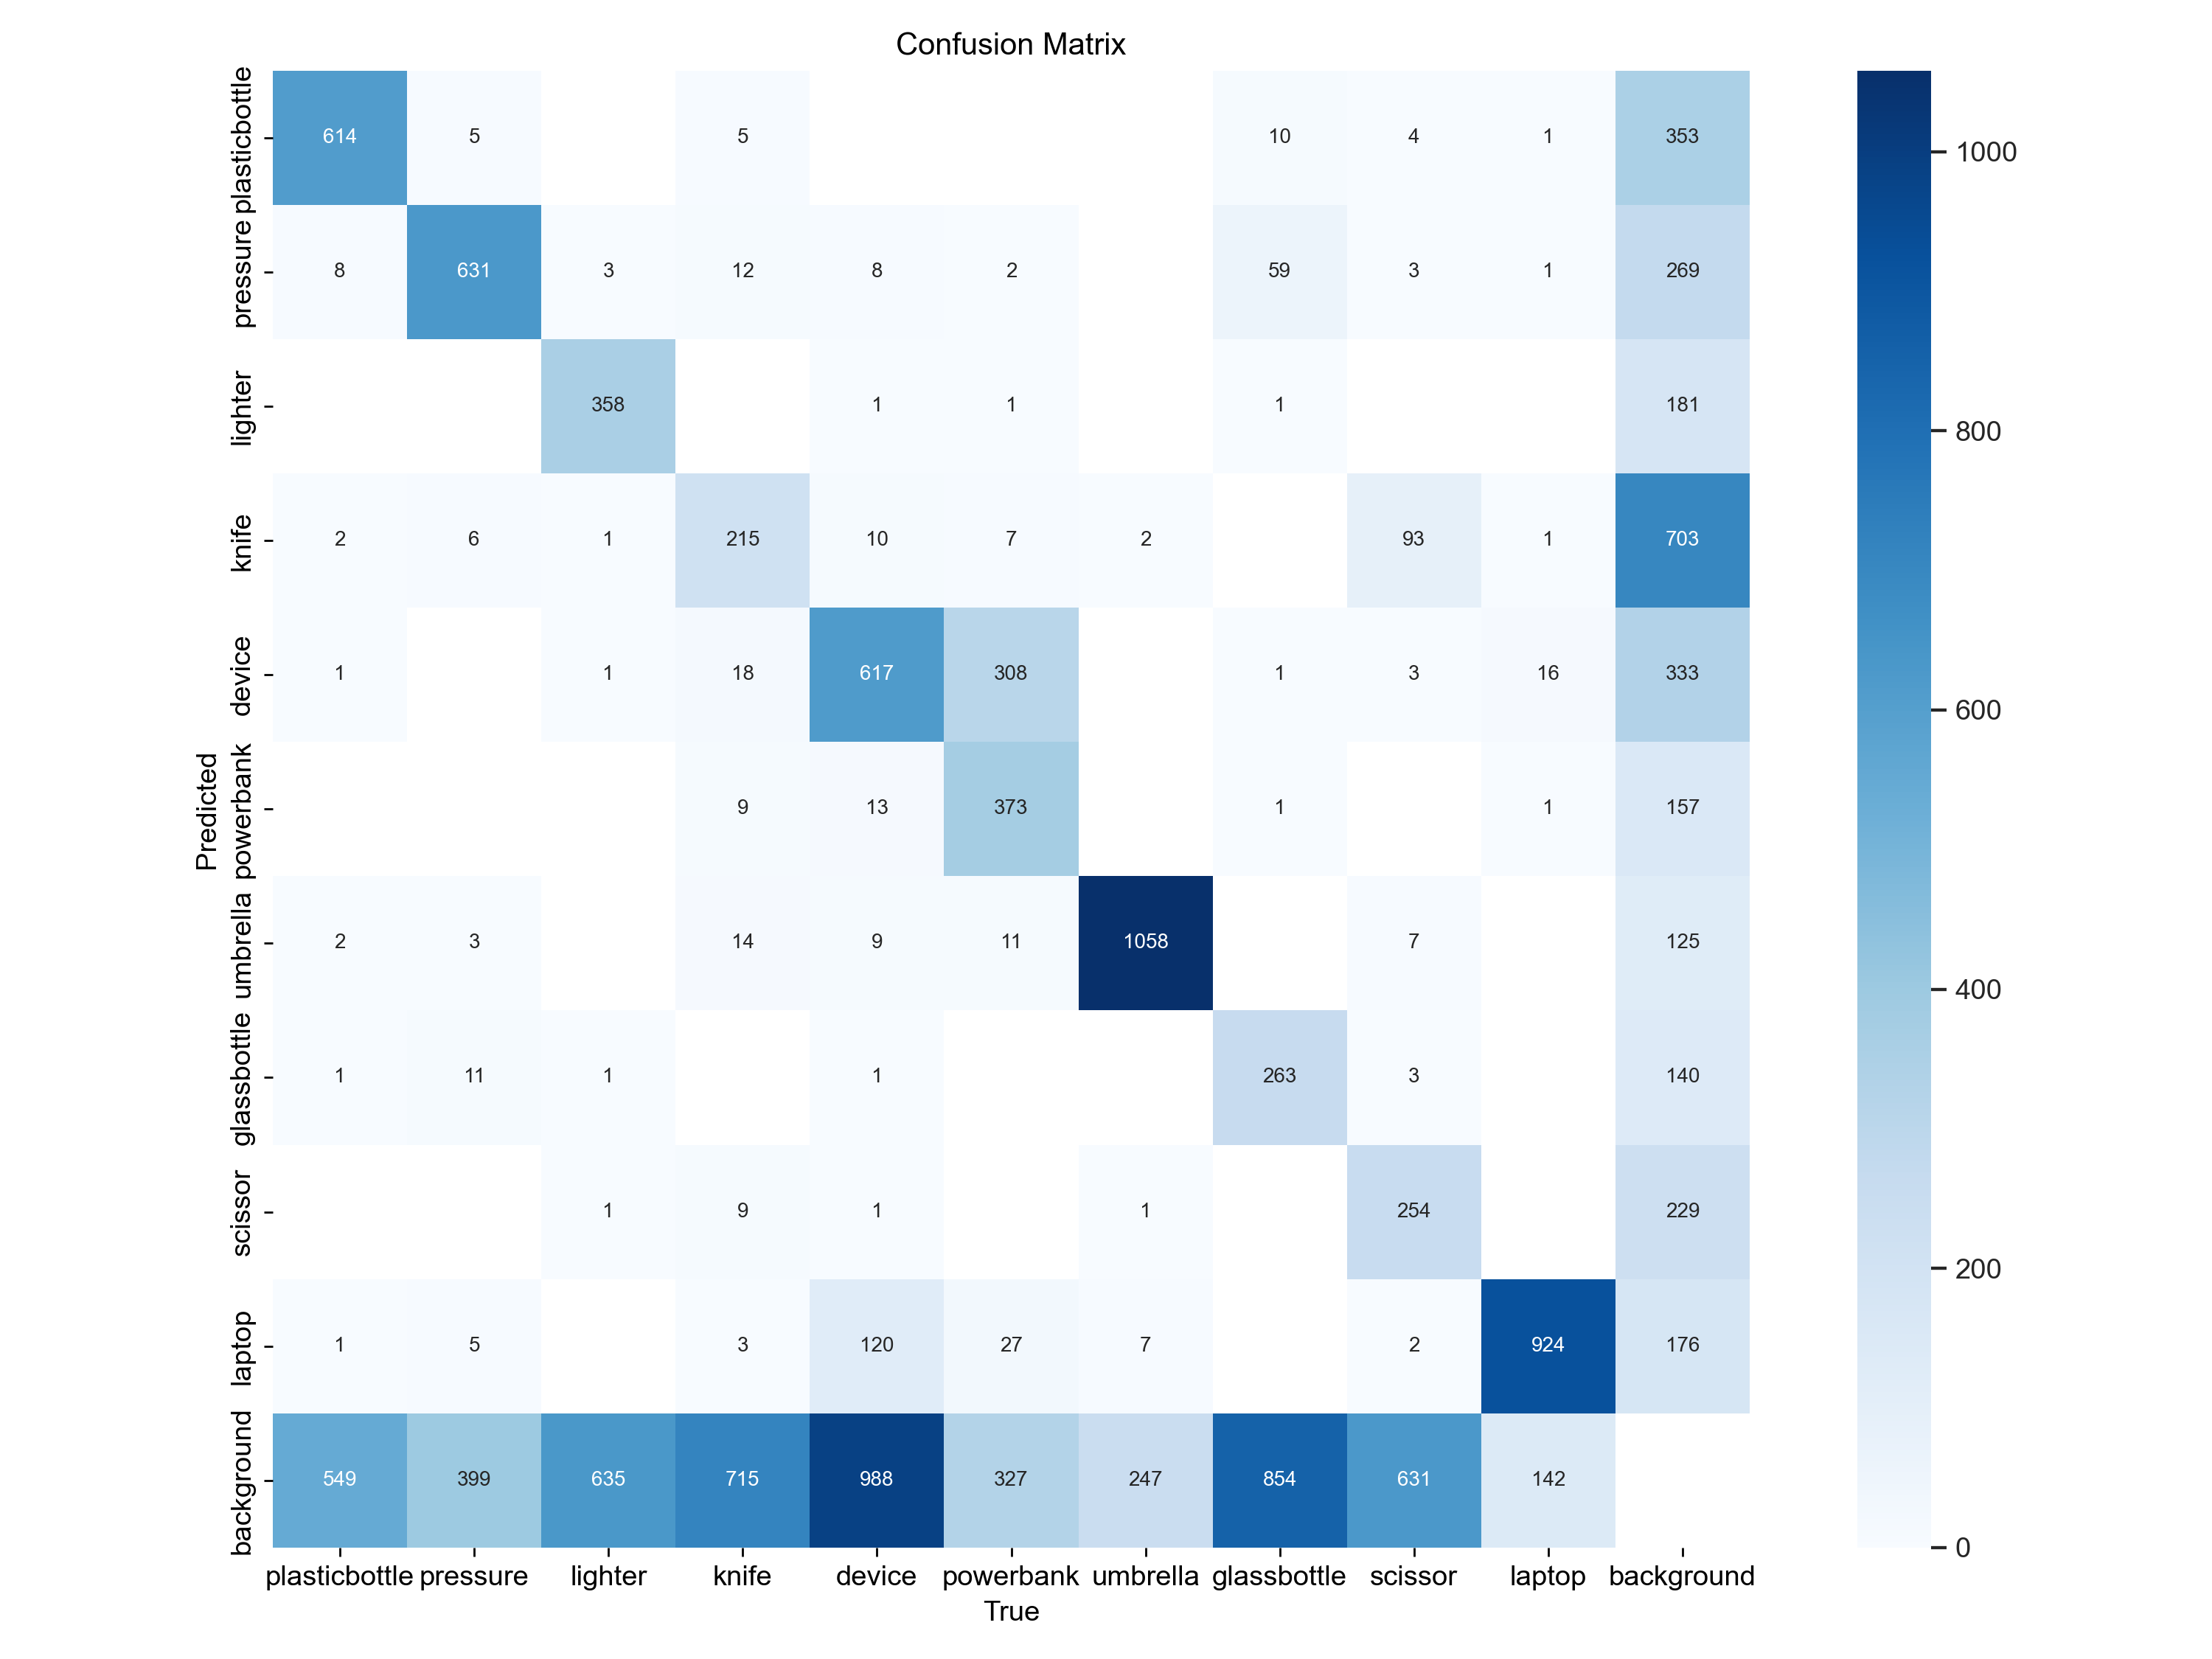 Confusion Matrix
Predicted
plasticbottle 614 5 5 10 4 1 353
pressure 8 631 3 12 8 2 59 3 1 269
lighter 358 1 1 1 181
knife 2 6 1 215 10 7 2 93 1 703
device 1 1 18 617 308 1 3 16 333
powerbank 9 13 373 1 1 157
umbrella 2 3 14 9 11 1058 7 125
glassbottle 1 11 1 1 263 3 140
scissor 1 9 1 1 254 229
laptop 1 5 3 120 27 7 2 924 176
background 549 399 635 715 988 327 247 854 631 142
plasticbottle pressure lighter knife device powerbank umbrella glassbottle scissor laptop background
True
1000
800
600
400
200
0